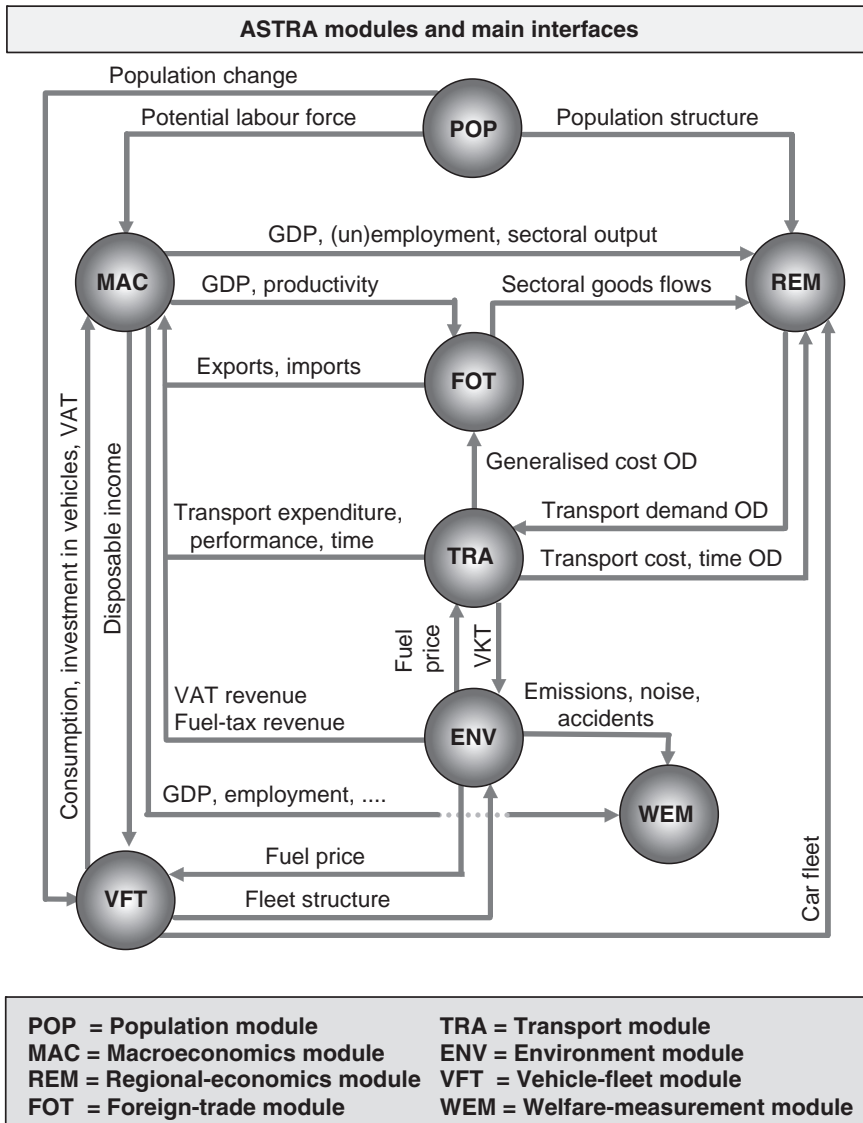 ASTRA modules and main interfaces
Population change
Potential labour force
POP
Population structure
GDP, (un)employment, sectoral output
MAC
REM
GDP, productivity
Sectoral goods flows
Exports, imports
FOT
Generalised cost OD
Consumption, investment in vehicles, VAT
Disposable income
Transport expenditure,
performance, time
Transport demand OD
TRA
Transport cost, time OD
Fuel
price
VKT
VAT revenue
Fuel-tax revenue
Emissions, noise,
accidents
ENV
GDP, employment, ....
WEM
Fuel price
VFT
Fleet structure
Car fleet
POP = Population module
MAC = Macroeconomics module
REM = Regional-economics module
FOT = Foreign-trade module
TRA = Transport module
ENV = Environment module
VFT = Vehicle-fleet module
WEM = Welfare-measurement module